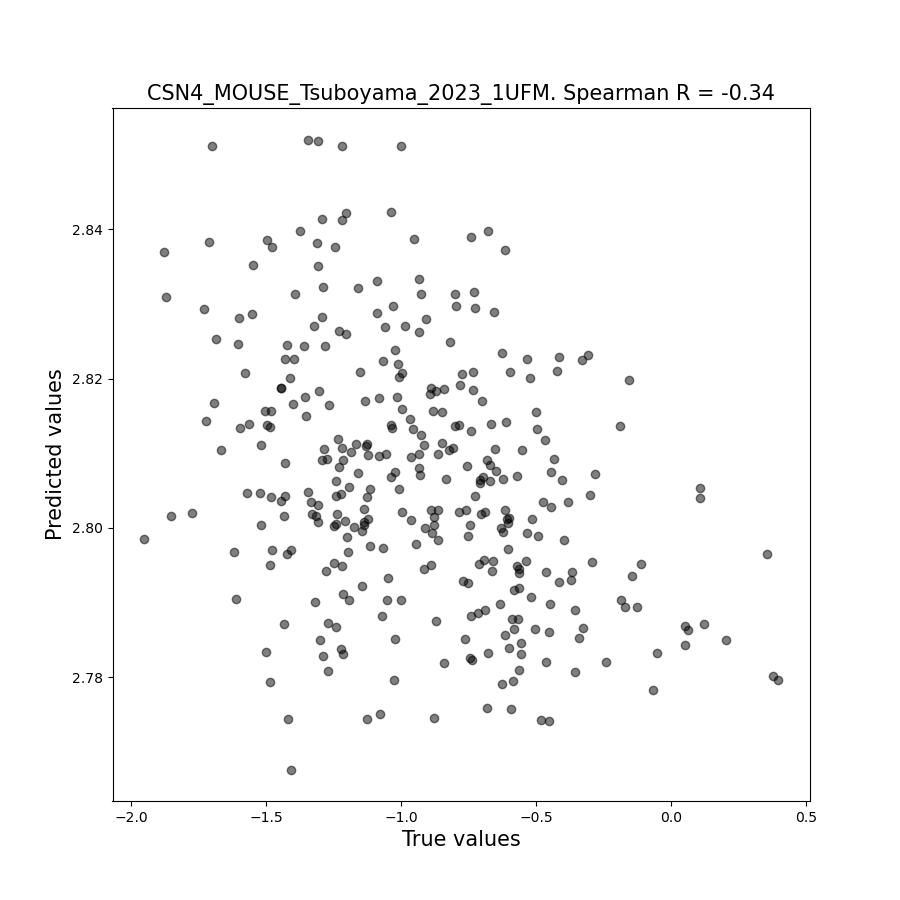 CSN4_MOUSE_Tsuboyama_2023_1UFM. Spearman R = -0.34
Predicted values
2.84
2.82
2.80
2.78
−2.0 −1.5 −1.0 −0.5 0.0 0.5
True values